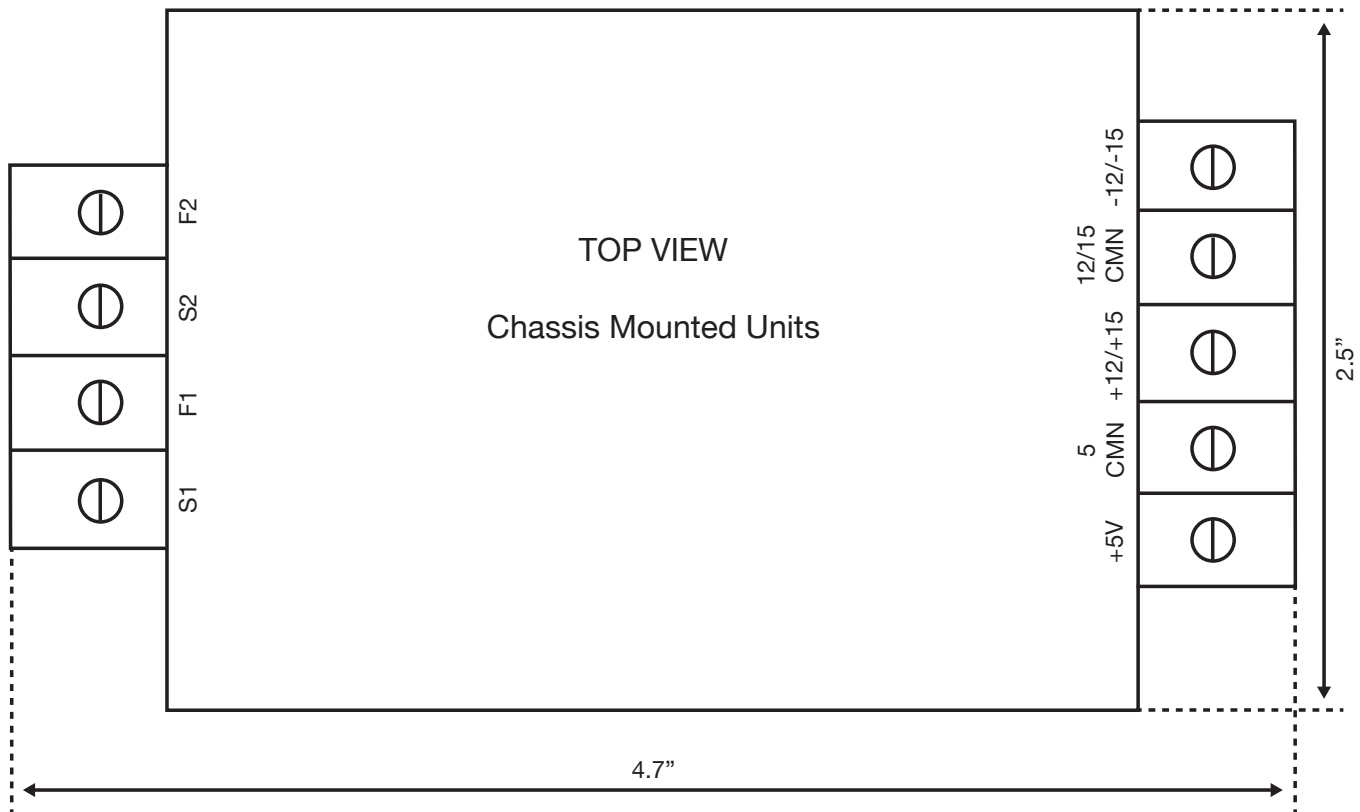 TOP VIEW
Chassis Mounted Units
F2
S2
F1
S1
-12/-15
12/15
CMN
+12/+15
5
CMN
+5V
2.5”
4.7”